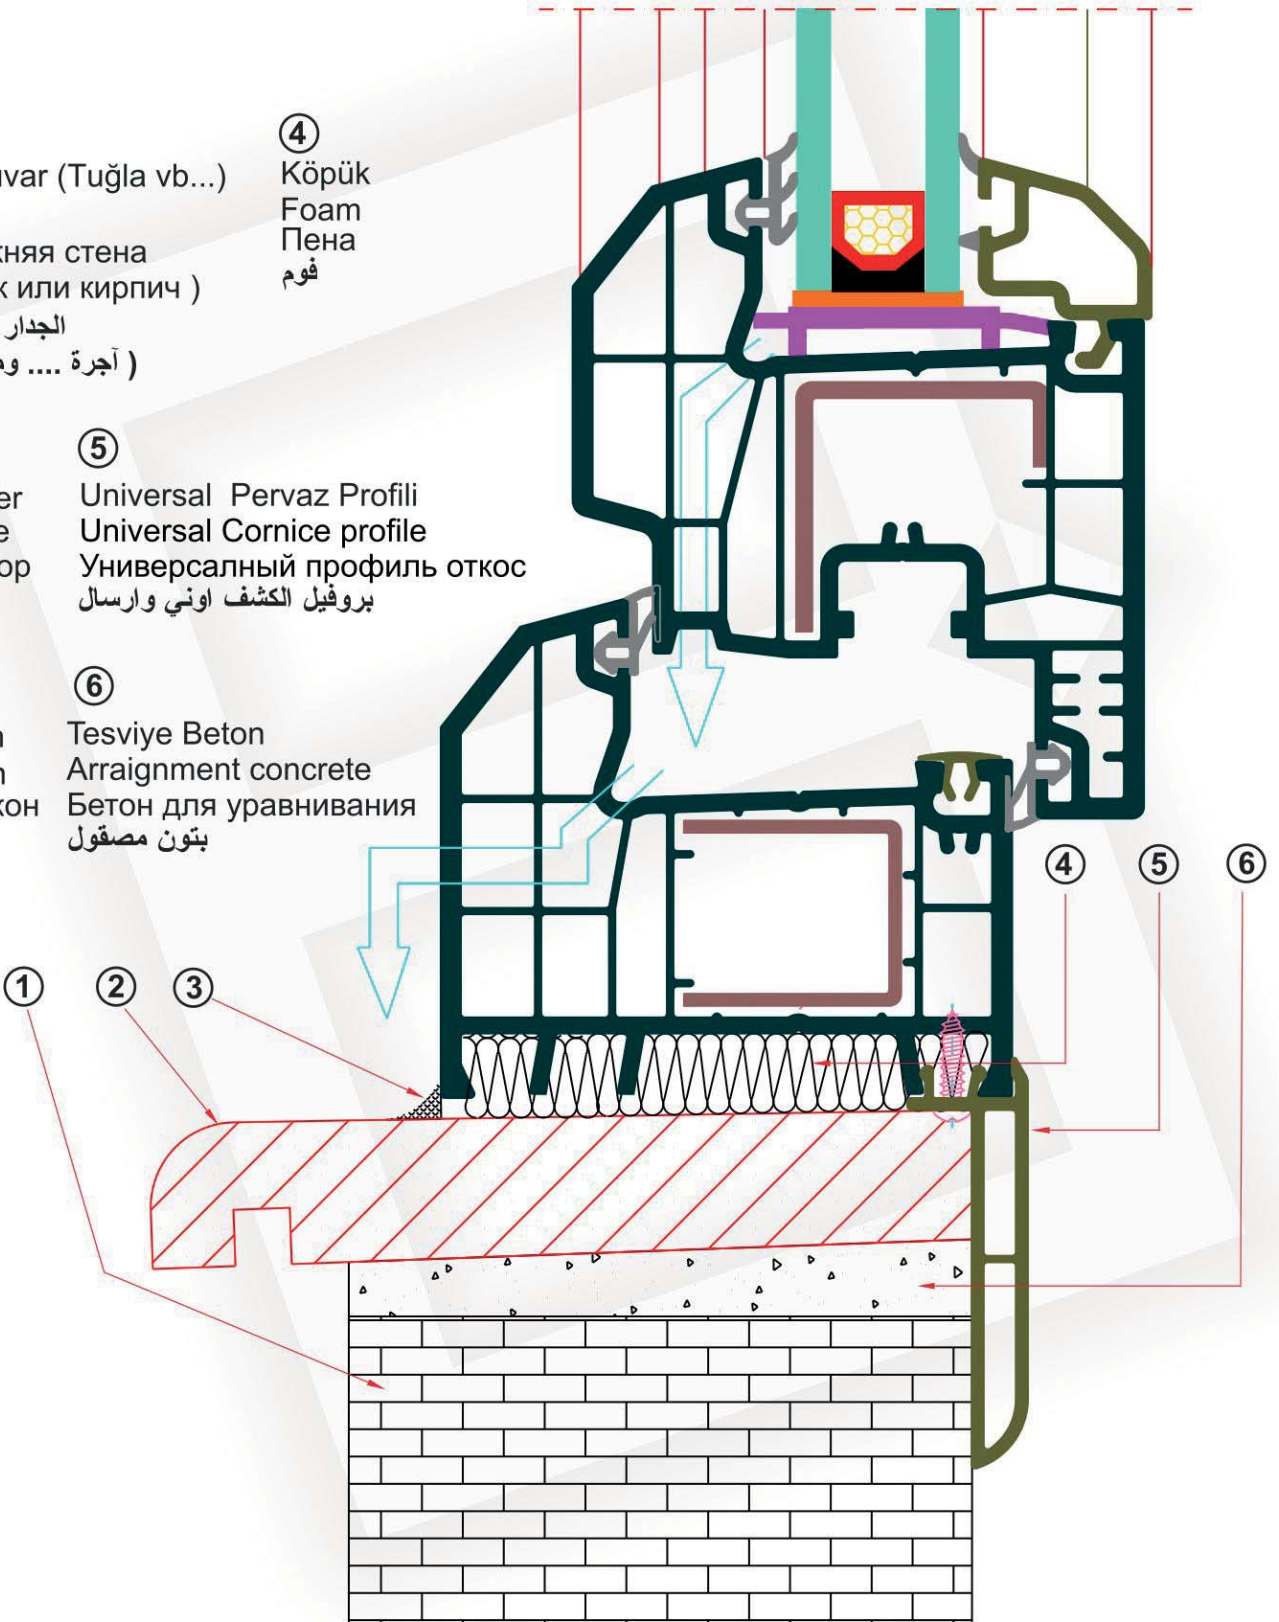 (Tuğla vb...)
стена
или кирпич )
الجدار
( آجرة ....
4
Köpük
Foam
Пена
فوم
5
Universal Pervaz Profili
Universal Cornice profile
Универсалный профиль откос
بروفيل الكشف اوني وارسال
6
Tesviye Beton
Arraignment concrete
Бетон для уравнивания
بتون مصقول
4 5 6
1 2 3